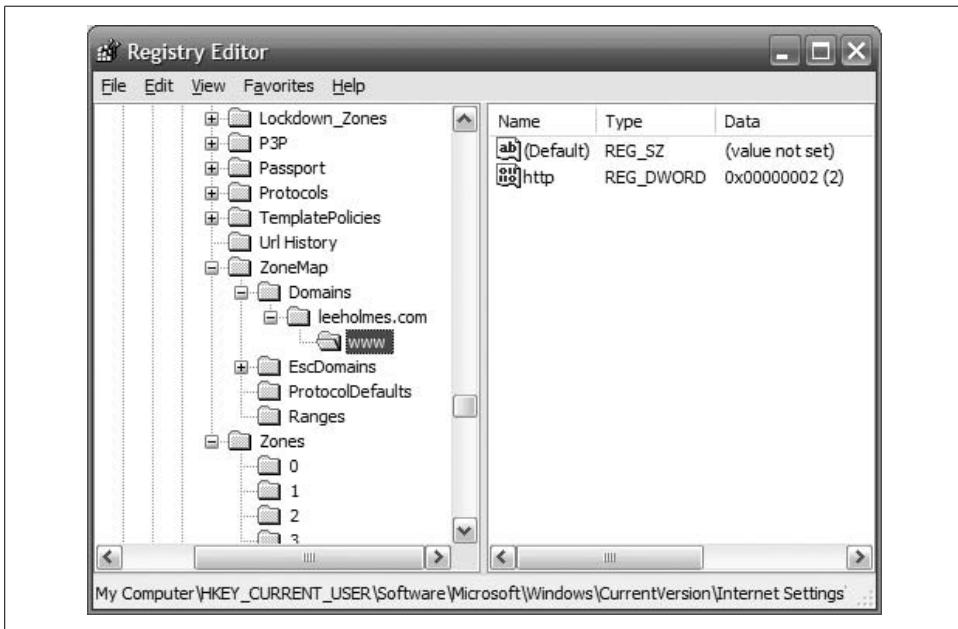 Registry Editor
File Edit View Favorites Help
Lockdown_Zones
P3P
Passport
Protocols
TemplatePolicies
Url History
ZoneMap
Domains
leeholmes.com
www
EscDomains
ProtocolDefaults
Ranges
Zones
0
1
2
3
Name Type Data
(Default) REG_SZ (value not set)
http REG_DWORD 0x00000002 (2)
My Computer\HKEY_CURRENT_USER\Software\Microsoft\Windows\CurrentVersion\Internet Settings